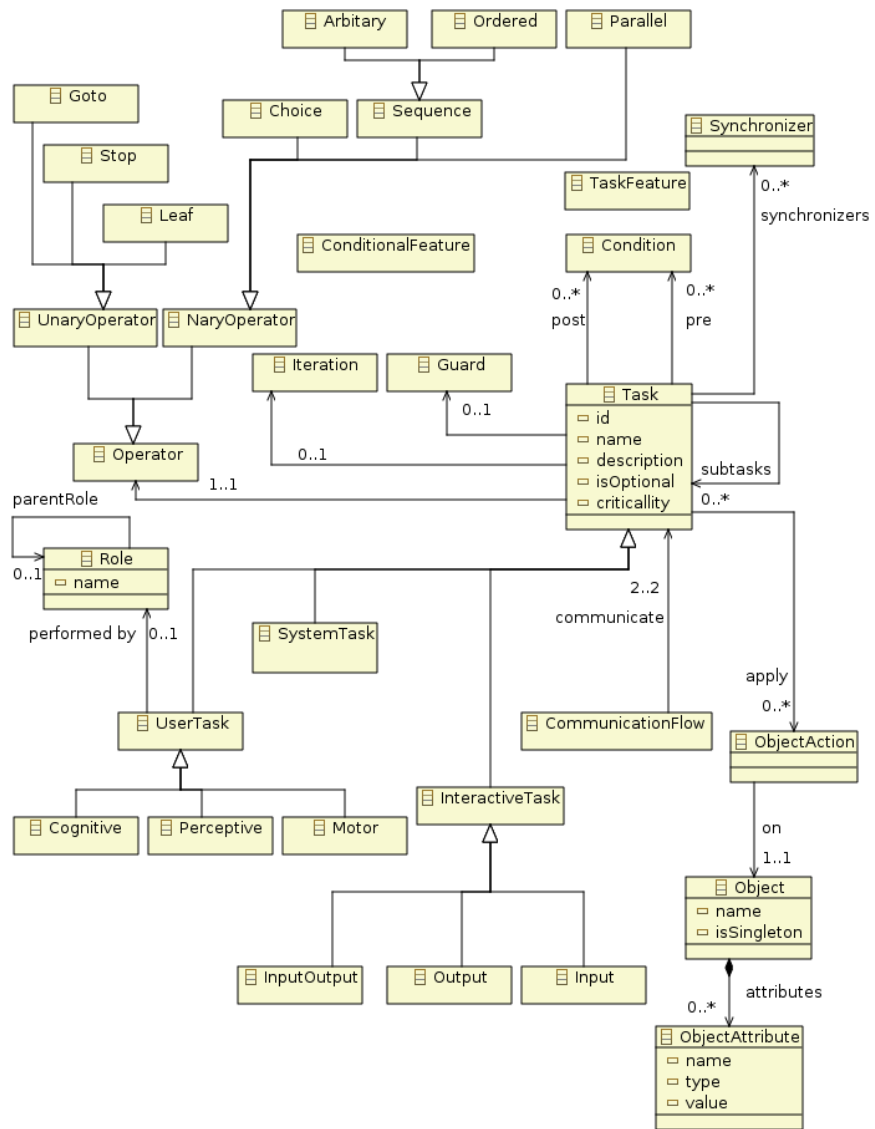 Arbitary
Ordered
Parallel
Goto
Choice
Sequence
Synchronizer
Stop
TaskFeature
0..*
synchronizers
Leaf
ConditionalFeature
Condition
0..*
0..*
post
pre
UnaryOperator
NaryOperator
Iteration
Guard
0..1
Task
id
name
description
isOptional
criticallity
0..1
Operator
1..1
subtasks
0..*
parentRole
0..1
Role
name
performed by
0..1
2..2
communicate
SystemTask
apply
0..*
UserTask
CommunicationFlow
ObjectAction
InteractiveTask
Cognitive
Perceptive
Motor
on
1..1
Object
name
isSingleton
InputOutput
Output
Input
attributes
0..*
ObjectAttribute
name
type
value